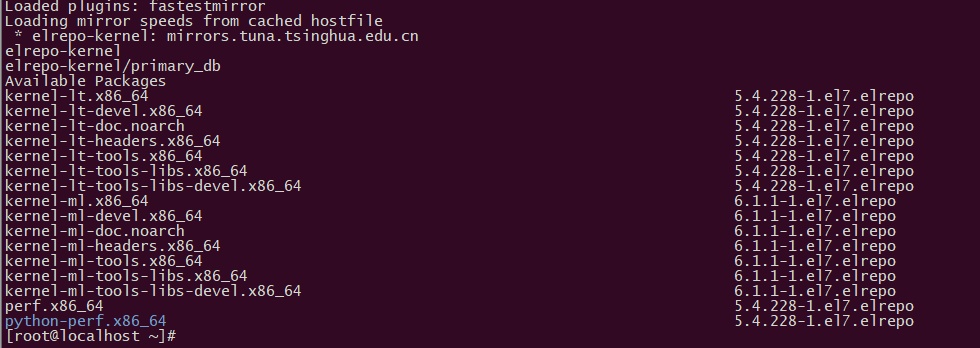 Loaded plugins: fastestmirror
Loading mirror speeds from cached hostfile
 * elrepo-kernel: mirrors.tuna.tsinghua.edu.cn
elrepo-kernel
elrepo-kernel/primary_db
Available Packages
kernel-lt.x86_64 5.4.228-1.el7.elrepo
kernel-lt-devel.x86_64 5.4.228-1.el7.elrepo
kernel-lt-doc.noarch 5.4.228-1.el7.elrepo
kernel-lt-headers.x86_64 5.4.228-1.el7.elrepo
kernel-lt-tools.x86_64 5.4.228-1.el7.elrepo
kernel-lt-tools-libs.x86_64 5.4.228-1.el7.elrepo
kernel-lt-tools-libs-devel.x86_64 5.4.228-1.el7.elrepo
kernel-ml.x86_64 6.1.1-1.el7.elrepo
kernel-ml-devel.x86_64 6.1.1-1.el7.elrepo
kernel-ml-doc.noarch 6.1.1-1.el7.elrepo
kernel-ml-headers.x86_64 6.1.1-1.el7.elrepo
kernel-ml-tools.x86_64 6.1.1-1.el7.elrepo
kernel-ml-tools-libs.x86_64 6.1.1-1.el7.elrepo
kernel-ml-tools-libs-devel.x86_64 6.1.1-1.el7.elrepo
perf.x86_64 5.4.228-1.el7.elrepo
python-perf.x86_64 5.4.228-1.el7.elrepo
[root@localhost ~]#